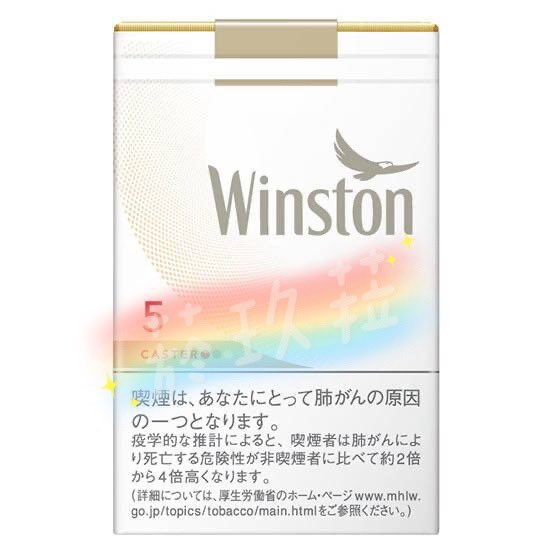 Winston
5
CASTER
喫煙は、あなたにとって肺がんの原因
の一つとなります。
疫学的な推計によると、喫煙者は肺がんによ
り死亡する危険性が非喫煙者に比べて約2倍
から4倍高くなります。
(詳細については、厚生労働省のホーム・ページ www.mhlw.
go.jp/topics/tobacco/main.htmlをご参照ください。)